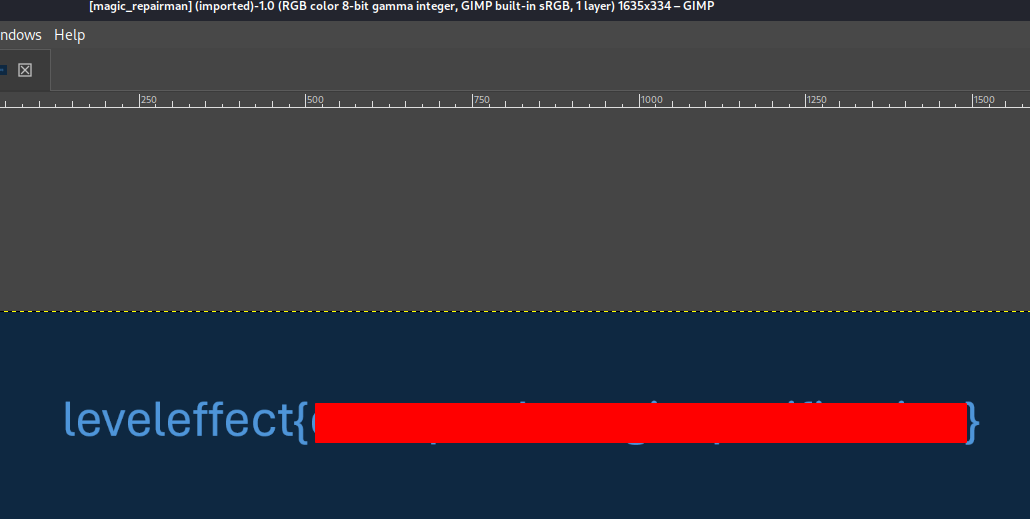 [magic_repairman] (imported)-1.0 (RGB color 8-bit gamma integer, GIMP built-in sRGB, 1 layer) 1635x334 – GIMP
ndows Help
250 500 750 1000 1250 1500
leveleffect{ }